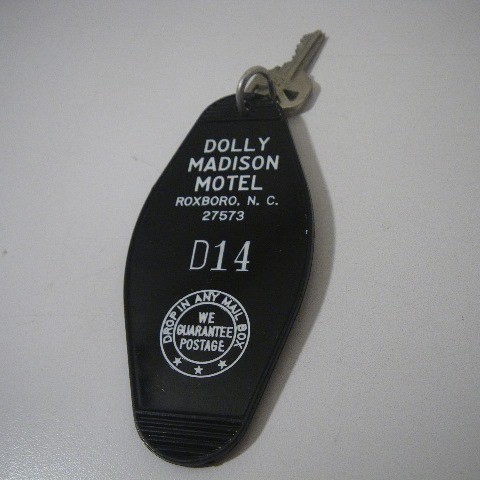 DOLLY
MADISON
MOTEL
ROXBORO, N. C.
27573
D14
DROP IN ANY MAIL BOX
WE
GUARANTEE
POSTAGE